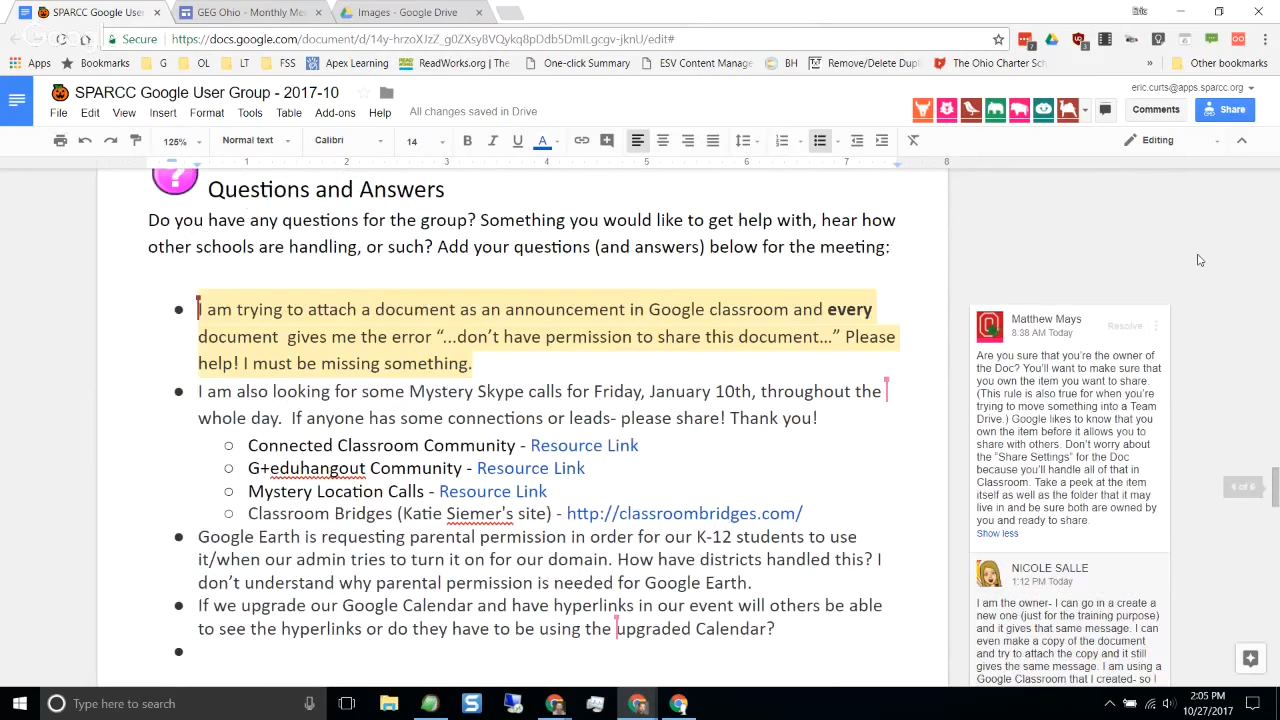 SPARCC Google User
GEG Ohio - Monthly Me
Images - Google Drive
Secure
https://docs.google.com/document/d/14y-hrzoXJzZ_g0ZXsyBVQykq8pDdb5DmlLgcgv-jknU/edit#
Apps
Bookmarks
G
OL
LT
FSS
Apex Learning
ReadWorks.org | The
One-click Summary
ESV Content Manage
BH
Remove/Delete Dupli
The Ohio Charter Sch
»
Other bookmarks
SPARCC Google User Group - 2017-10
eric.curts@apps.sparcc.org
File Edit View Insert Format Tools Table Add-ons Help
All changes saved in Drive
Comments
Share
125%
Normal text
Calibri
14
B I U A
Editing
1 2 3 4 5 6 7 8
Questions and Answers
Do you have any questions for the group? Something you would like to get help with, hear how
other schools are handling, or such? Add your questions (and answers) below for the meeting:
● I am trying to attach a document as an announcement in Google classroom and every
document gives me the error “...don’t have permission to share this document...” Please
help! I must be missing something.
● I am also looking for some Mystery Skype calls for Friday, January 10th, throughout the
whole day. If anyone has some connections or leads- please share! Thank you!
○ Connected Classroom Community - Resource Link
○ G+eduhangout Community - Resource Link
○ Mystery Location Calls - Resource Link
○ Classroom Bridges (Katie Siemer's site) - http://classroombridges.com/
● Google Earth is requesting parental permission in order for our K-12 students to use
it/when our admin tries to turn it on for our domain. How have districts handled this? I
don’t understand why parental permission is needed for Google Earth.
● If we upgrade our Google Calendar and have hyperlinks in our event will others be able
to see the hyperlinks or do they have to be using the upgraded Calendar?
●
Matthew Mays
8:38 AM Today
Resolve
Are you sure that you're the owner of
the Doc? You'll want to make sure that
you own the item you want to share.
(This rule is also true for when you're
trying to move something into a Team
Drive.) Google likes to know that you
own the item before it allows you to
share with others. Don't worry about
the "Share Settings" for the Doc
because you'll handle all of that in
Classroom. Take a peek at the item
itself as well as the folder that it may
live in and be sure both are owned by
you and ready to share.
Show less
4 of 6
NICOLE SALLE
1:12 PM Today
I am the owner- I can go in a create a
new one (just for the training purpose)
and it gives that same message. I can
even make a copy of the document
and try to attach the copy and it still
gives the same message. I am using a
Google Classroom that I created- so I
Type here to search
2:05 PM
10/27/2017